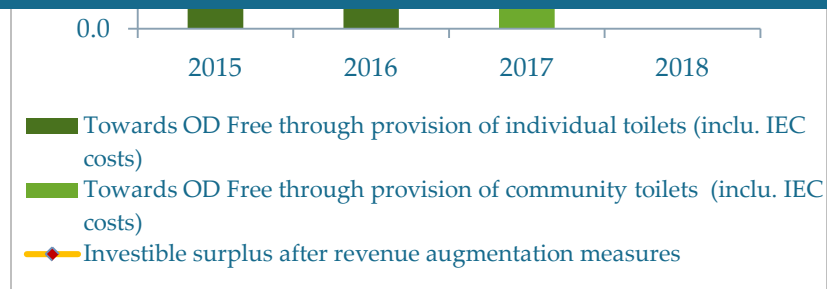 0.0
2015 2016 2017 2018
Towards OD Free through provision of individual toilets (inclu. IEC
costs)
Towards OD Free through provision of community toilets  (inclu. IEC
costs)
Investible surplus after revenue augmentation measures